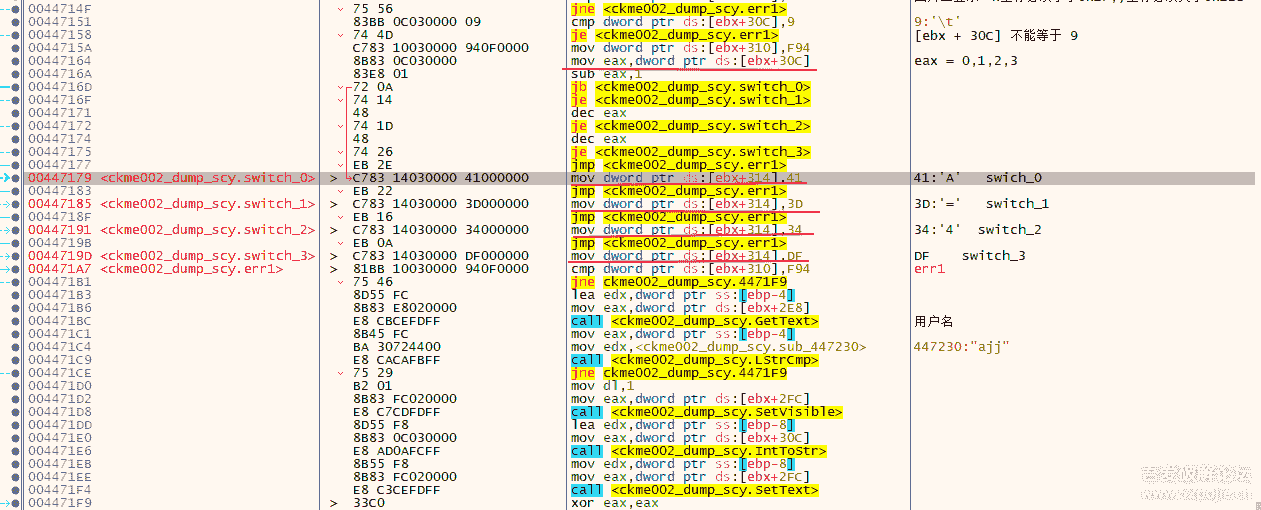 0044714F 75 56 jne <ckme002_dump_scy.err1>
00447151 83BB 0C030000 09 cmp dword ptr ds:[ebx+30C],9 9:'\t'
00447158 74 4D je <ckme002_dump_scy.err1> [ebx + 30C] 不能等于 9
0044715A C783 10030000 940F0000 mov dword ptr ds:[ebx+310],F94
00447164 8B83 0C030000 mov eax,dword ptr ds:[ebx+30C] eax = 0,1,2,3
0044716A 83E8 01 sub eax,1
0044716D 72 0A jb <ckme002_dump_scy.switch_0>
0044716F 74 14 je <ckme002_dump_scy.switch_1>
00447171 48 dec eax
00447172 74 1D je <ckme002_dump_scy.switch_2>
00447174 48 dec eax
00447175 74 26 je <ckme002_dump_scy.switch_3>
00447177 EB 2E jmp <ckme002_dump_scy.err1>
00447179 <ckme002_dump_scy.switch_0> > C783 14030000 41000000 mov dword ptr ds:[ebx+314],41 41:'A' swich_0
00447183 EB 22 jmp <ckme002_dump_scy.err1>
00447185 <ckme002_dump_scy.switch_1> > C783 14030000 3D000000 mov dword ptr ds:[ebx+314],3D 3D:'=' switch_1
0044718F EB 16 jmp <ckme002_dump_scy.err1>
00447191 <ckme002_dump_scy.switch_2> > C783 14030000 34000000 mov dword ptr ds:[ebx+314],34 34:'4' switch_2
0044719B EB 0A jmp <ckme002_dump_scy.err1>
0044719D <ckme002_dump_scy.switch_3> > C783 14030000 DF000000 mov dword ptr ds:[ebx+314],DF DF switch_3
004471A7 <ckme002_dump_scy.err1> > 81BB 10030000 940F0000 cmp dword ptr ds:[ebx+310],F94 err1
004471B1 75 46 jne ckme002_dump_scy.4471F9
004471B3 8D55 FC lea edx,dword ptr ss:[ebp-4]
004471B6 8B83 E8020000 mov eax,dword ptr ds:[ebx+2E8]
004471BC E8 CBCEFDFF call <ckme002_dump_scy.GetText> 用户名
004471C1 8B45 FC mov eax,dword ptr ss:[ebp-4]
004471C4 BA 30724400 mov edx,<ckme002_dump_scy.sub_447230> 447230:"ajj"
004471C9 E8 CACAFBFF call <ckme002_dump_scy.LStrCmp>
004471CE 75 29 jne ckme002_dump_scy.4471F9
004471D0 B2 01 mov dl,1
004471D2 8B83 FC020000 mov eax,dword ptr ds:[ebx+2FC]
004471D8 E8 C7CDFDFF call <ckme002_dump_scy.SetVisible>
004471DD 8D55 F8 lea edx,dword ptr ss:[ebp-8]
004471E0 8B83 0C030000 mov eax,dword ptr ds:[ebx+30C]
004471E6 E8 AD0AFCFF call <ckme002_dump_scy.IntToStr>
004471EB 8B55 F8 mov edx,dword ptr ss:[ebp-8]
004471EE 8B83 FC020000 mov eax,dword ptr ds:[ebx+2FC]
004471F4 E8 C3CEFDFF call <ckme002_dump_scy.SetText>
004471F9 > 33C0 xor eax,eax